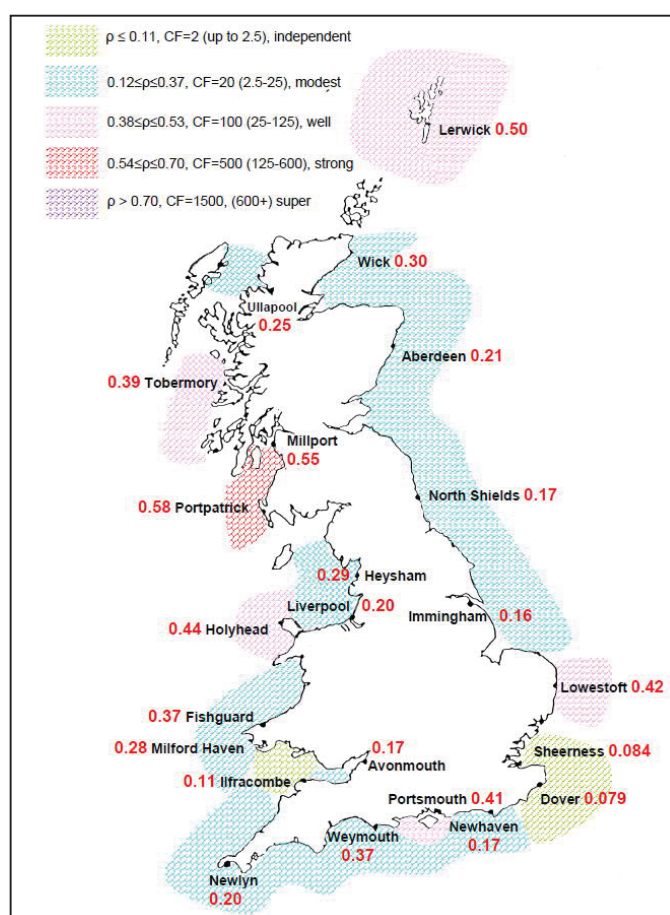 ρ ≤ 0.11, CF=2 (up to 2.5), independent
0.12≤ρ≤0.37, CF=20 (2.5-25), modest
0.38≤ρ≤0.53, CF=100 (25-125), well
0.54≤ρ≤0.70, CF=500 (125-600), strong
ρ > 0.70, CF=1500, (600+) super
Lerwick 0.50
Wick 0.30
Ullapool
0.25
Aberdeen 0.21
0.39 Tobermory
Millport
0.55
0.58 Portpatrick
North Shields 0.17
0.29 Heysham
Liverpool 0.20
Immingham 0.16
0.44 Holyhead
Lowestoft 0.42
0.37 Fishguard
0.28 Milford Haven
0.17
Avonmouth
0.11 Ilfracombe
Sheerness 0.084
Dover 0.079
Portsmouth 0.41
Newhaven
0.17
Weymouth
0.37
Newlyn
0.20